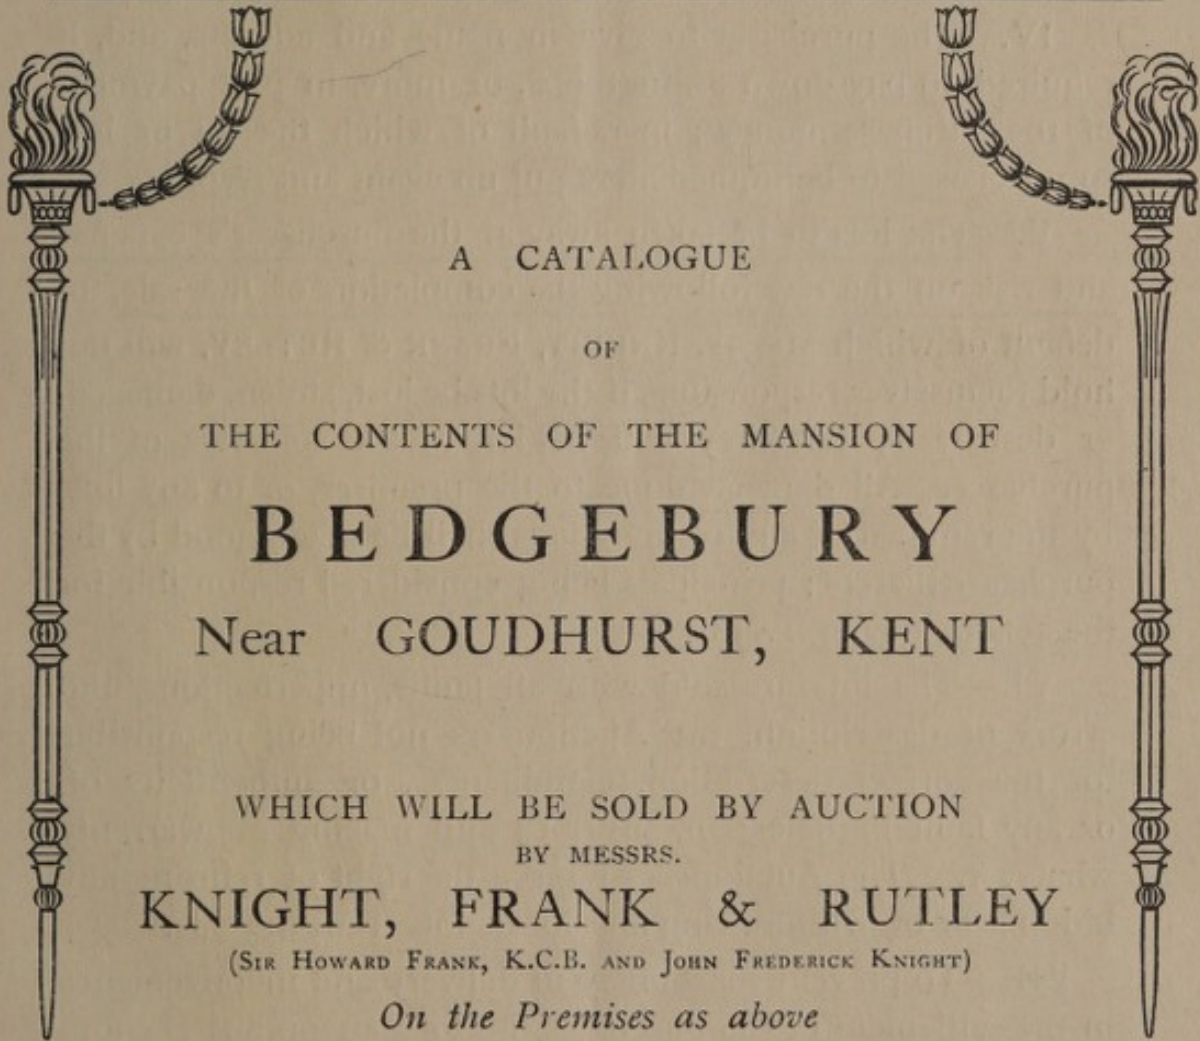 A CATALOGUE
OF
THE CONTENTS OF THE MANSION OF
BEDGEBURY
Near GOUDHURST, KENT
WHICH WILL BE SOLD BY AUCTION
BY MESSRS.
KNIGHT, FRANK & RUTLEY
(SIR HOWARD FRANK, K.C.B. AND JOHN FREDERICK KNIGHT)
On the Premises as above